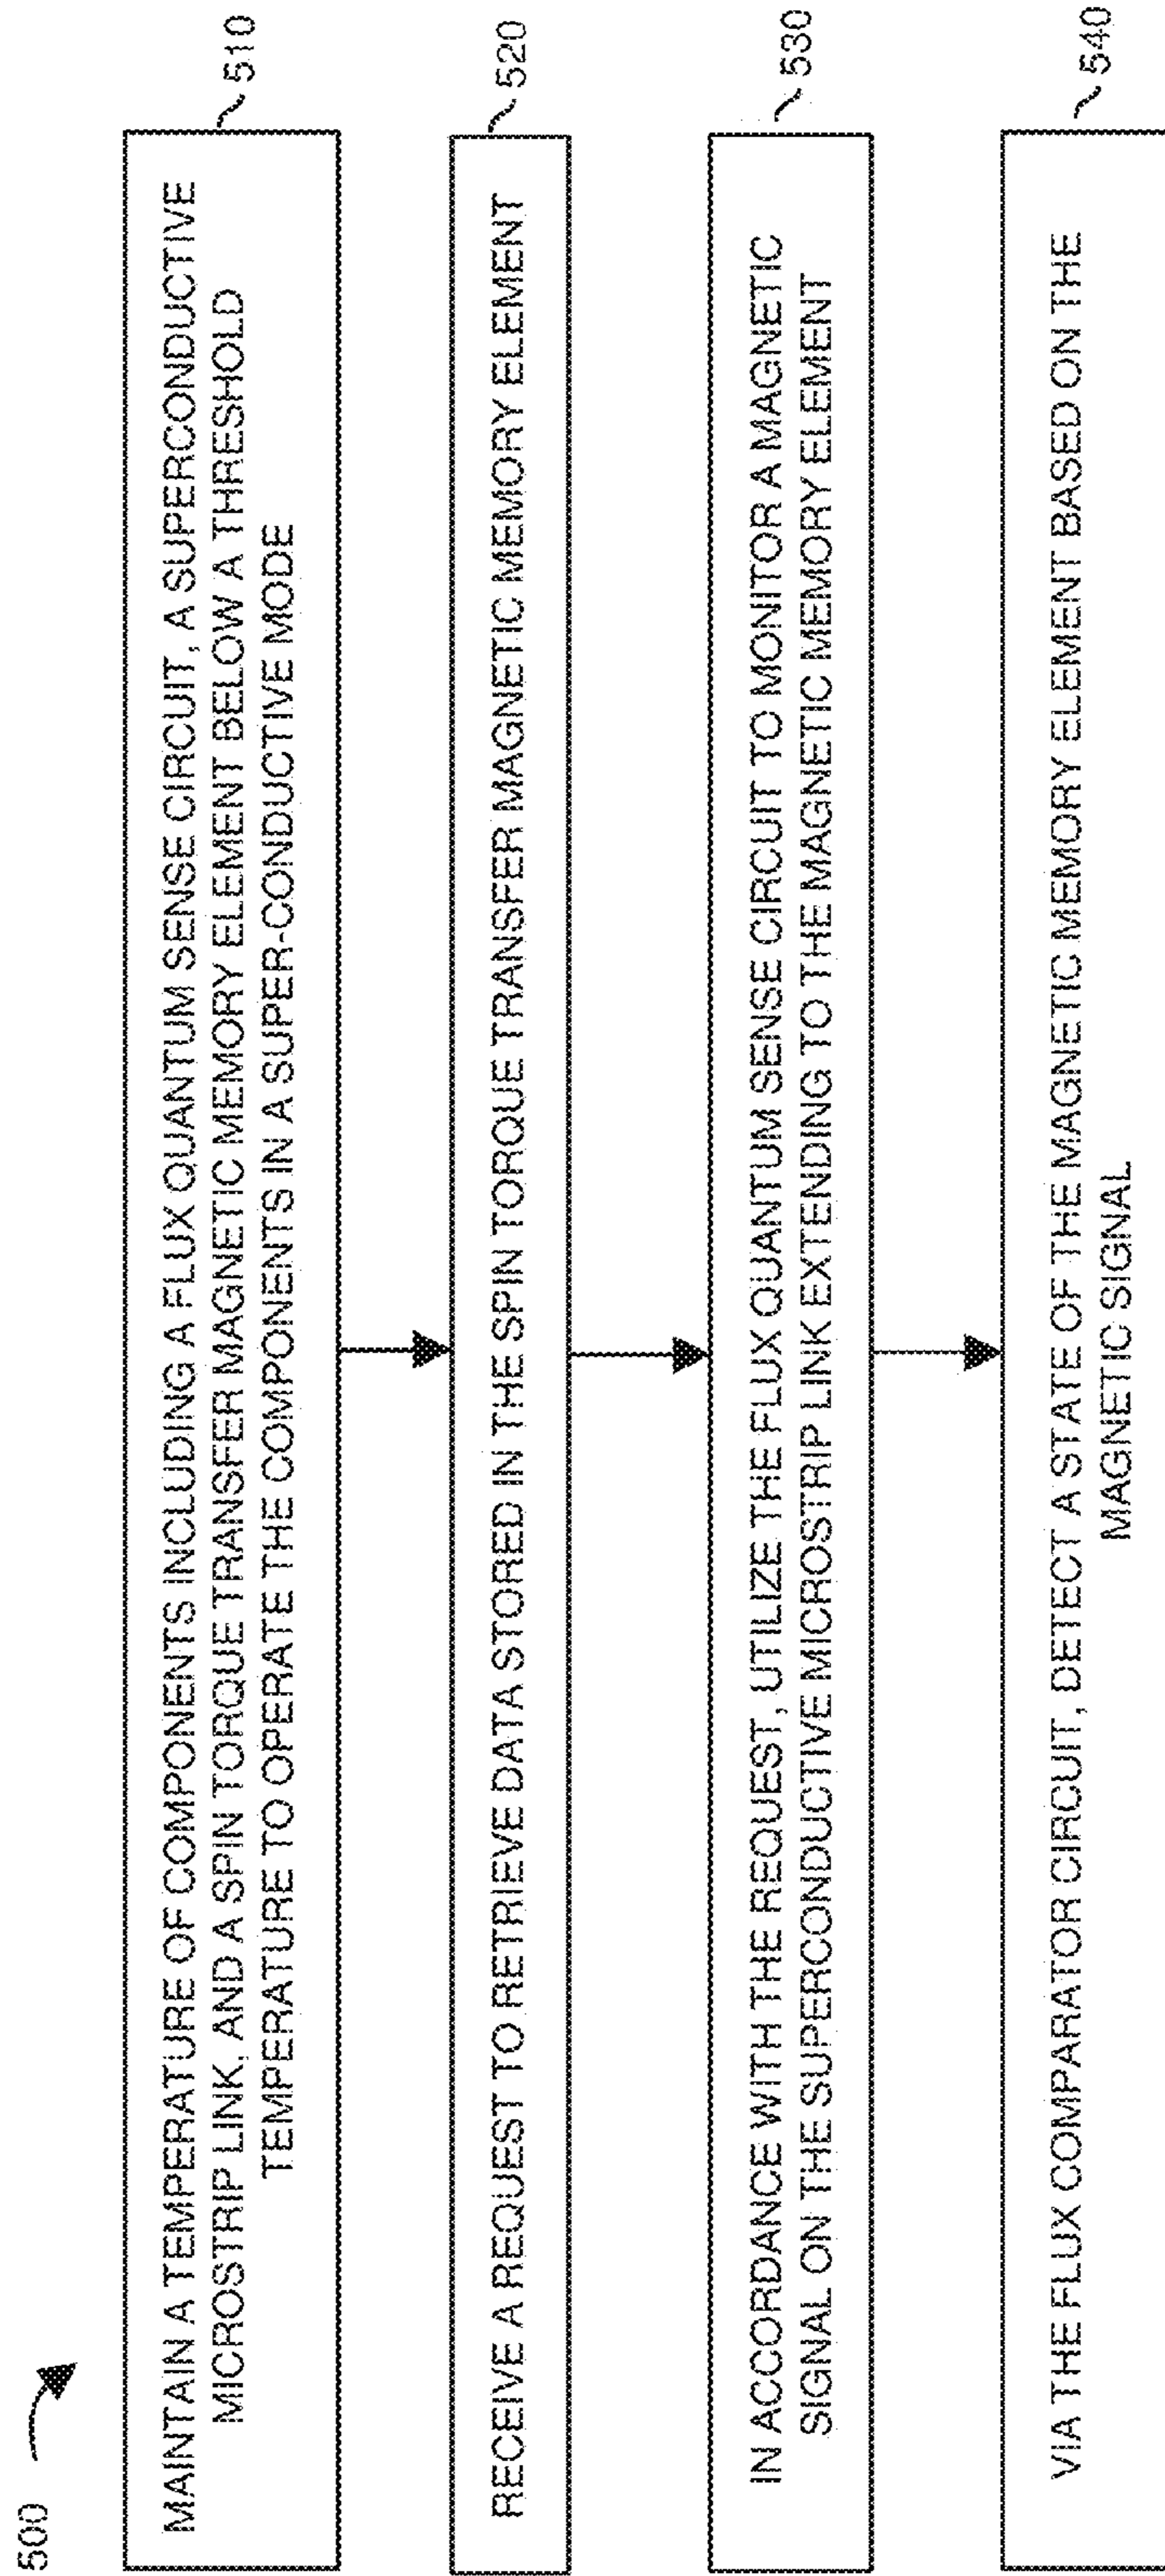 500
MAINTAIN A TEMPERATURE OF COMPONENTS INCLUDING A FLUX QUANTUM SENSE CIRCUIT, A SUPERCONDUCTIVE
MICROSTRIP LINK, AND A SPIN TORQUE TRANSFER MAGNETIC MEMORY ELEMENT BELOW A THRESHOLD
TEMPERATURE TO OPERATE THE COMPONENTS IN A SUPER-CONDUCTIVE MODE
510
RECEIVE A REQUEST TO RETRIEVE DATA STORED IN THE SPIN TORQUE TRANSFER MAGNETIC MEMORY ELEMENT
520
IN ACCORDANCE WITH THE REQUEST, UTILIZE THE FLUX QUANTUM SENSE CIRCUIT TO MONITOR A MAGNETIC
SIGNAL ON THE SUPERCONDUCTIVE MICROSTRIP LINK EXTENDING TO THE MAGNETIC MEMORY ELEMENT
530
VIA THE FLUX COMPARATOR CIRCUIT, DETECT A STATE OF THE MAGNETIC MEMORY ELEMENT BASED ON THE
MAGNETIC SIGNAL
540